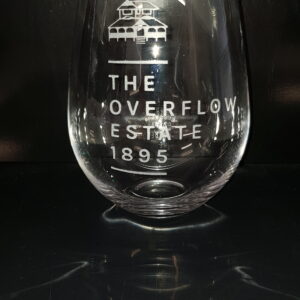 THE
OVERFLOW
ESTATE
1895